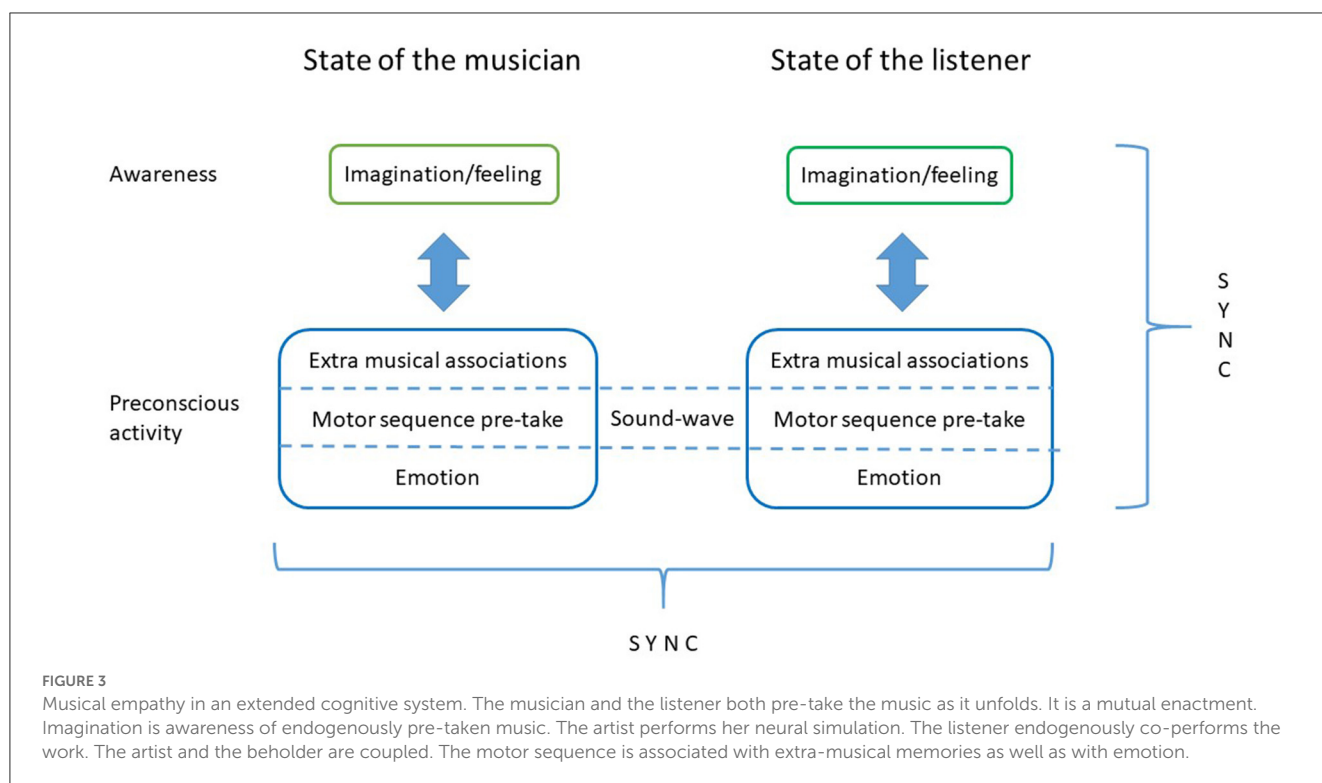 State of the musician
State of the listener
Awareness
Imagination/feeling
Imagination/feeling
Preconscious
activity
Extra musical associations
Motor sequence pre-take
Emotion
Sound-wave
Extra musical associations
Motor sequence pre-take
Emotion
S
Y
N
C
S Y N C
FIGURE 3
Musical empathy in an extended cognitive system. The musician and the listener both pre-take the music as it unfolds. It is a mutual enactment.
Imagination is awareness of endogenously pre-taken music. The artist performs her neural simulation. The listener endogenously co-performs the
work. The artist and the beholder are coupled. The motor sequence is associated with extra-musical memories as well as with emotion.